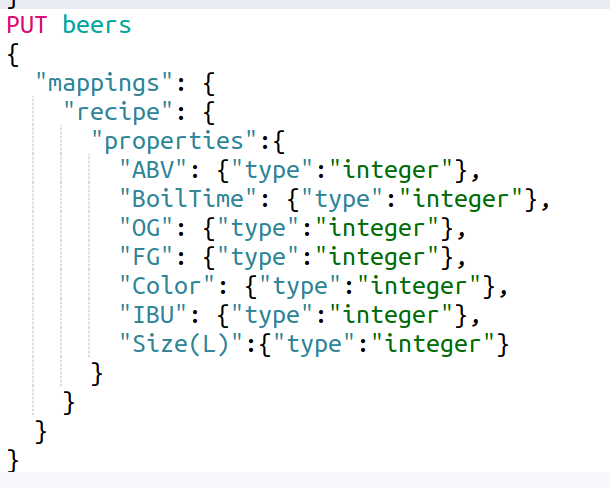 }
PUT beers
{
  "mappings": {
    "recipe": {
      "properties":{
        "ABV": {"type":"integer"},
        "BoilTime": {"type":"integer"},
        "OG": {"type":"integer"},
        "FG": {"type":"integer"},
        "Color": {"type":"integer"},
        "IBU": {"type":"integer"},
        "Size(L)":{"type":"integer"}
      }
    }
  }
}